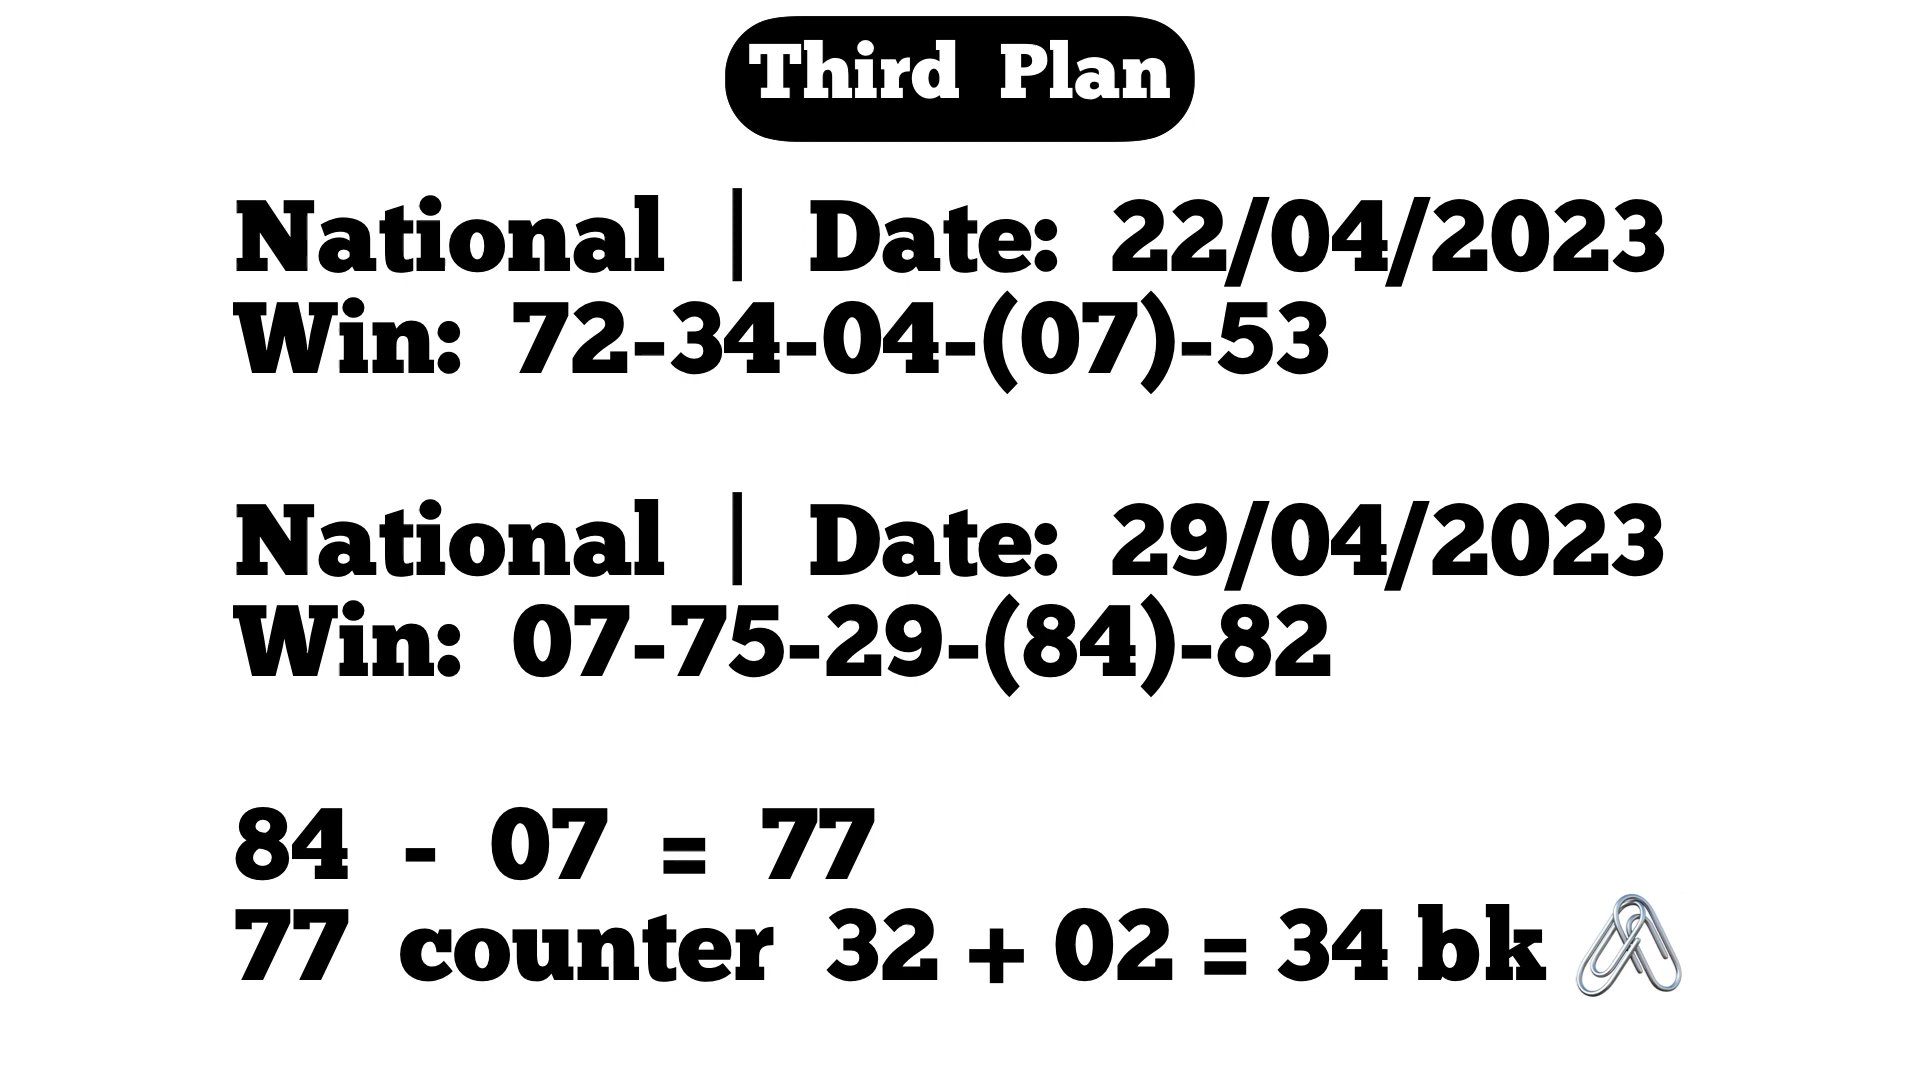 Third Plan
National | Date: 22/04/2023
Win: 72-34-04-(07)-53
National | Date: 29/04/2023
Win: 07-75-29-(84)-82
84 - 07 = 77
77 counter 32 + 02 = 34 bk 🖇️